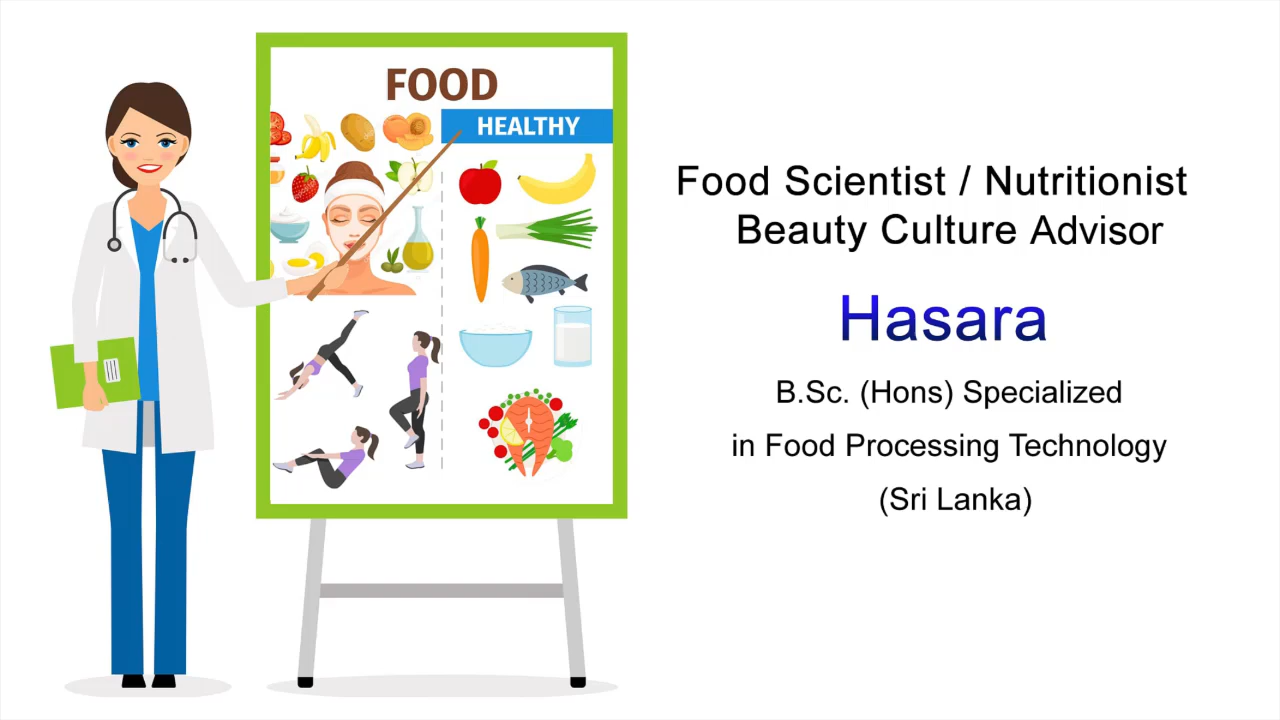 FOOD
HEALTHY
Food Scientist / Nutritionist
Beauty Culture Advisor
Hasara
B.Sc. (Hons) Specialized
in Food Processing Technology
(Sri Lanka)